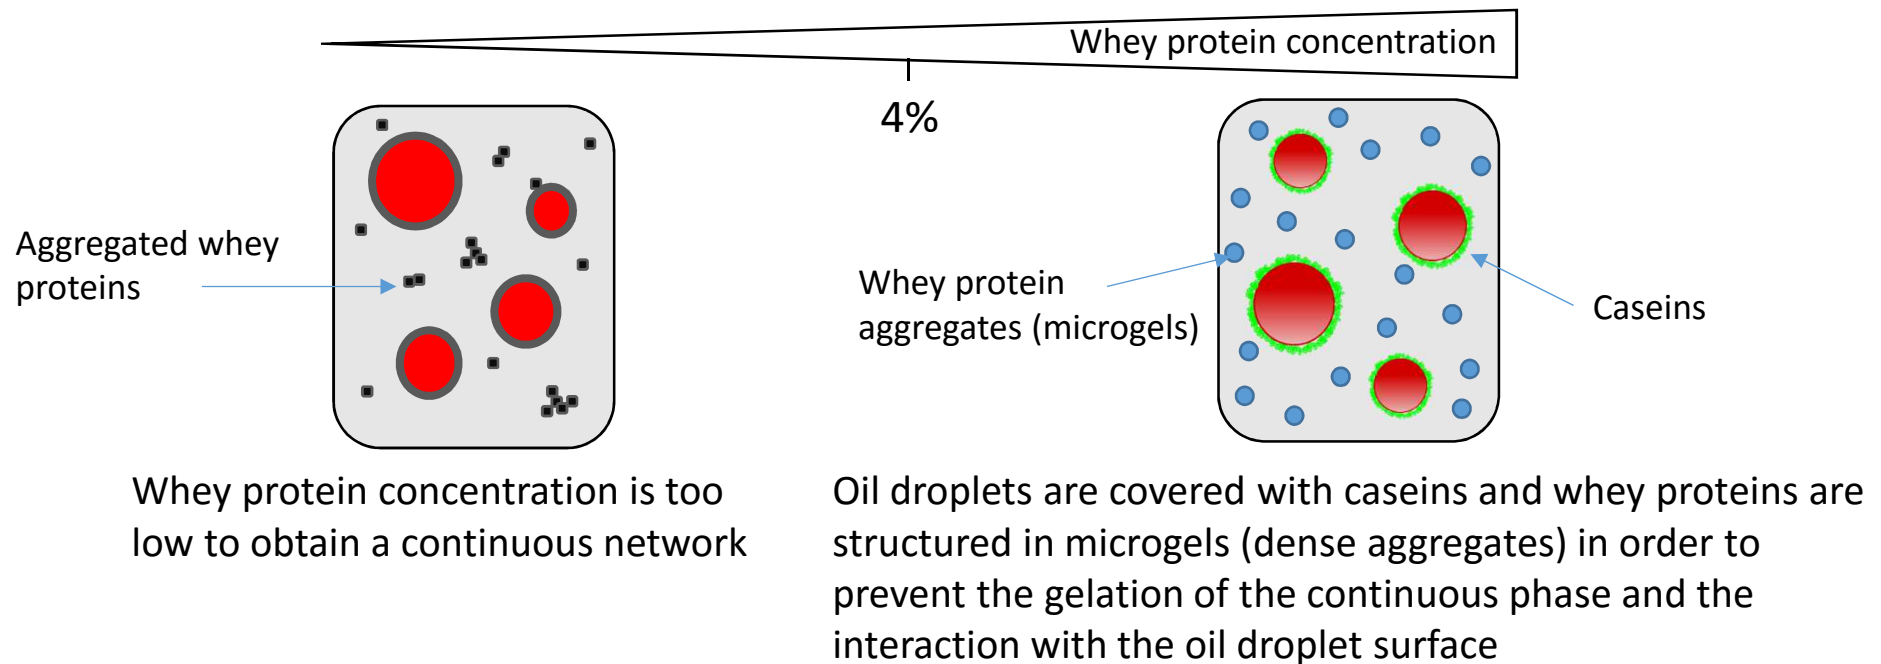 Whey protein concentration
4%
Aggregated whey
proteins
Whey protein
aggregates (microgels)
Caseins
Whey protein concentration is too
low to obtain a continuous network
Oil droplets are covered with caseins and whey proteins are
structured in microgels (dense aggregates) in order to
prevent the gelation of the continuous phase and the
interaction with the oil droplet surface